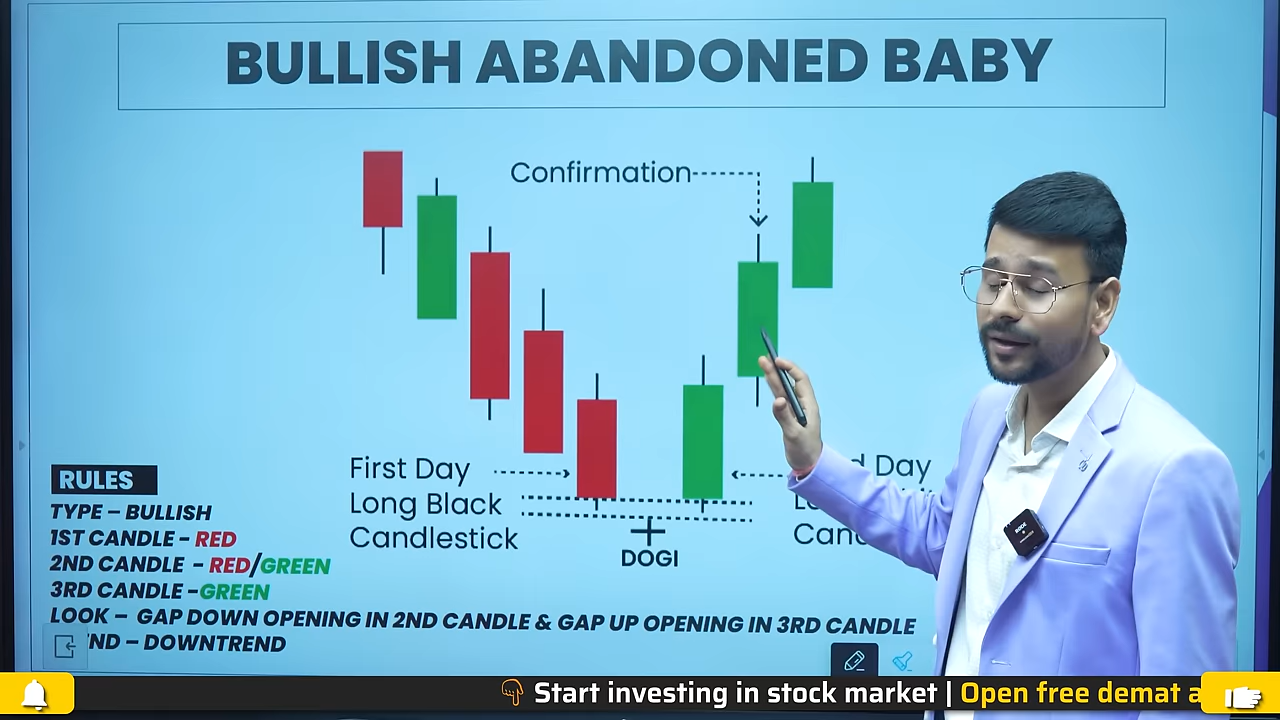 BULLISH ABANDONED BABY
Confirmation
First Day
Long Black
Candlestick
Day
DOGI
RULES
TYPE – BULLISH
1ST CANDLE – RED
2ND CANDLE – RED/GREEN
3RD CANDLE –GREEN
LOOK – GAP DOWN OPENING IN 2ND CANDLE & GAP UP OPENING IN 3RD CANDLE
– DOWNTREND
Start investing in stock market | Open free demat